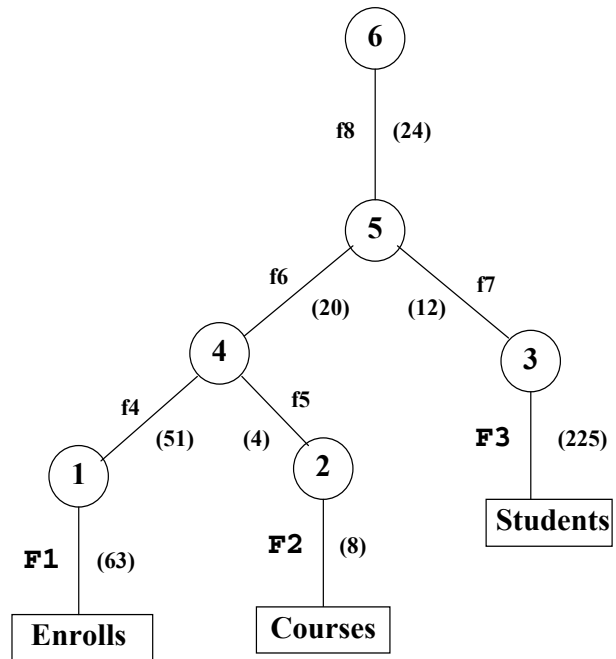 6
f8 (24)
5
f6 f7
(20) (12)
4 3
f4 f5
(51) (4)
F3 (225)
1 2
Students
F1 (63) F2 (8)
Enrolls Courses